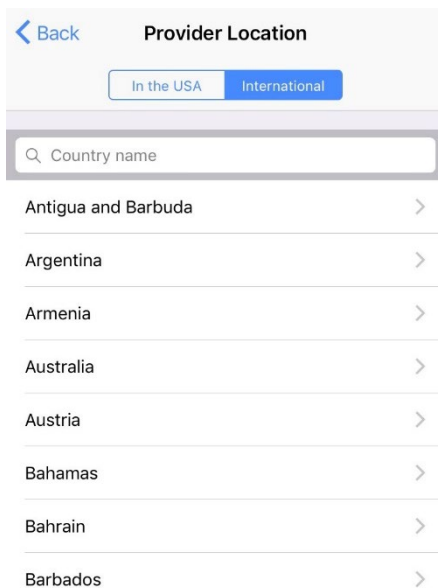 Back Provider Location
In the USA International
Country name
Antigua and Barbuda
Argentina
Armenia
Australia
Austria
Bahamas
Bahrain
Barbados